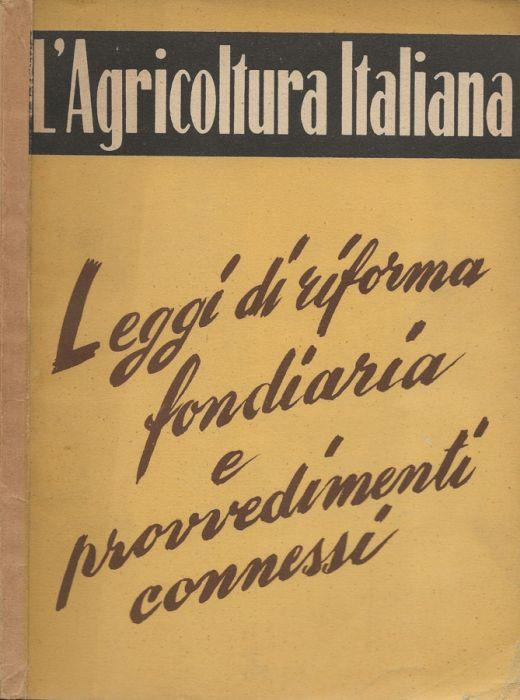 L'Agricoltura Italiana
Leggi di riforma
fondiaria
e
provvedimenti
connessi